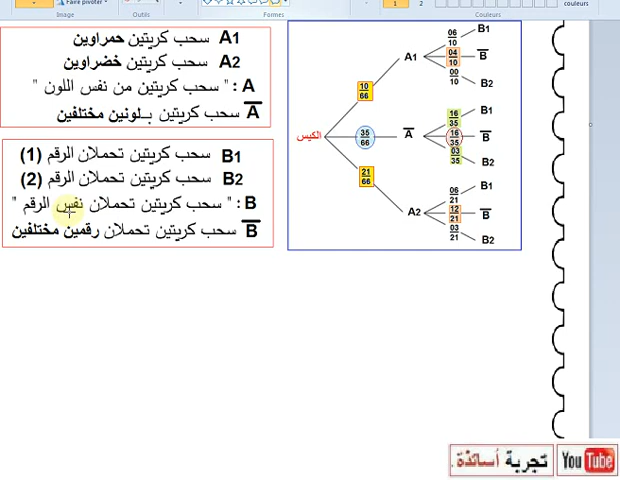 Faire pivoter
Image
Outils
Formes
1
2
Couleurs
couleurs
A1 سحب كريتين حمراوين
A2 سحب كريتين خضراوين
A : " سحب كريتين من نفس اللون "
A سحب كريتين بـلونين مختلفين
B1 سحب كريتين تحملان الرقم (1)
B2 سحب كريتين تحملان الرقم (2)
B : " سحب كريتين تحملان نفس الرقم "
B سحب كريتين تحملان رقمين مختلفين
الكيس
10
66
A1
06
10
B1
04
10
B
00
10
B2
35
66
A
16
35
B1
16
35
B
03
35
B2
21
66
A2
06
21
B1
12
21
B
03
21
B2
تجربة أساتذة.
YouTube